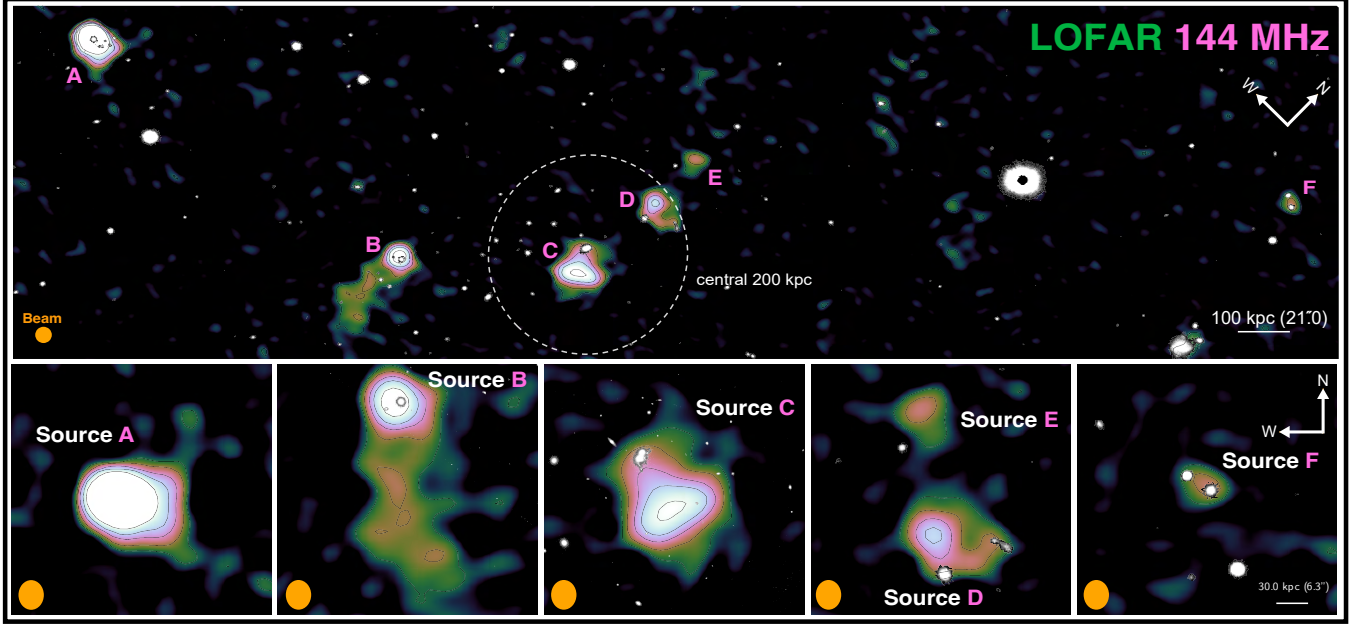 LOFAR 144 MHz
A
W
N
E
F
D
B
C
central 200 kpc
Beam
100 kpc (21".0)
Source B
N
Source C
Source E
Source A
W
Source F
30.0 kpc (6.3")
Source D